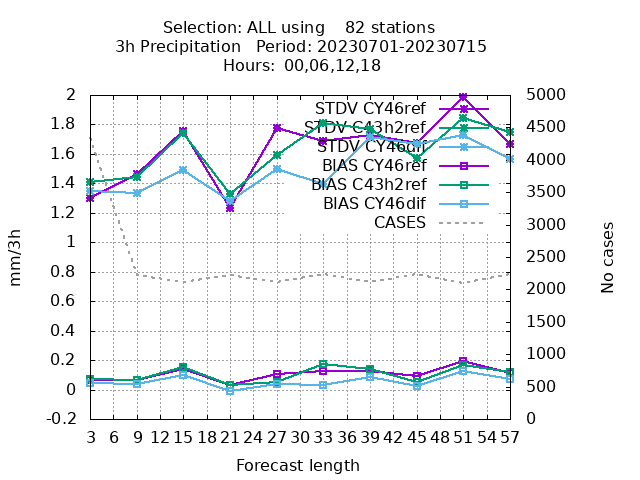 Selection: ALL using 82 stations
3h Precipitation Period: 20230701-20230715
Hours: 00,06,12,18
STDV CY46ref
STDV C43h2ref
STDV CY46dif
BIAS CY46ref
BIAS C43h2ref
BIAS CY46dif
CASES
2
1.8
1.6
1.4
1.2
1
0.8
0.6
0.4
0.2
0
-0.2
mm/3h
5000
4500
4000
3500
3000
2500
2000
1500
1000
500
0
No cases
3 6 9 12 15 18 21 24 27 30 33 36 39 42 45 48 51 54 57
Forecast length